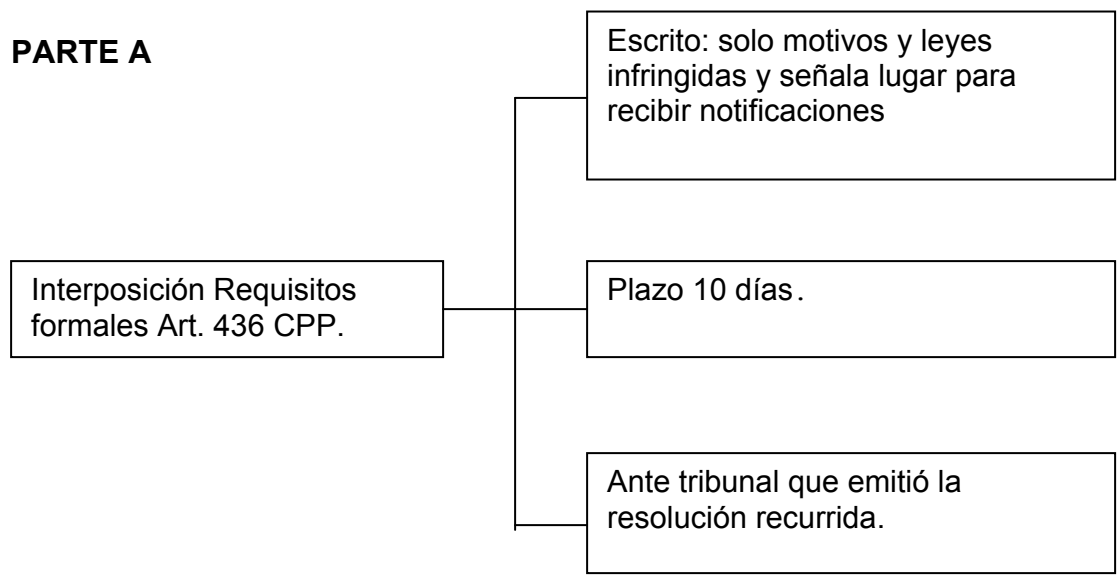 PARTE A
Escrito: solo motivos y leyes
infringidas y señala lugar para
recibir notificaciones
Interposición Requisitos
formales Art. 436 CPP.
Plazo 10 días.
Ante tribunal que emitió la
resolución recurrida.